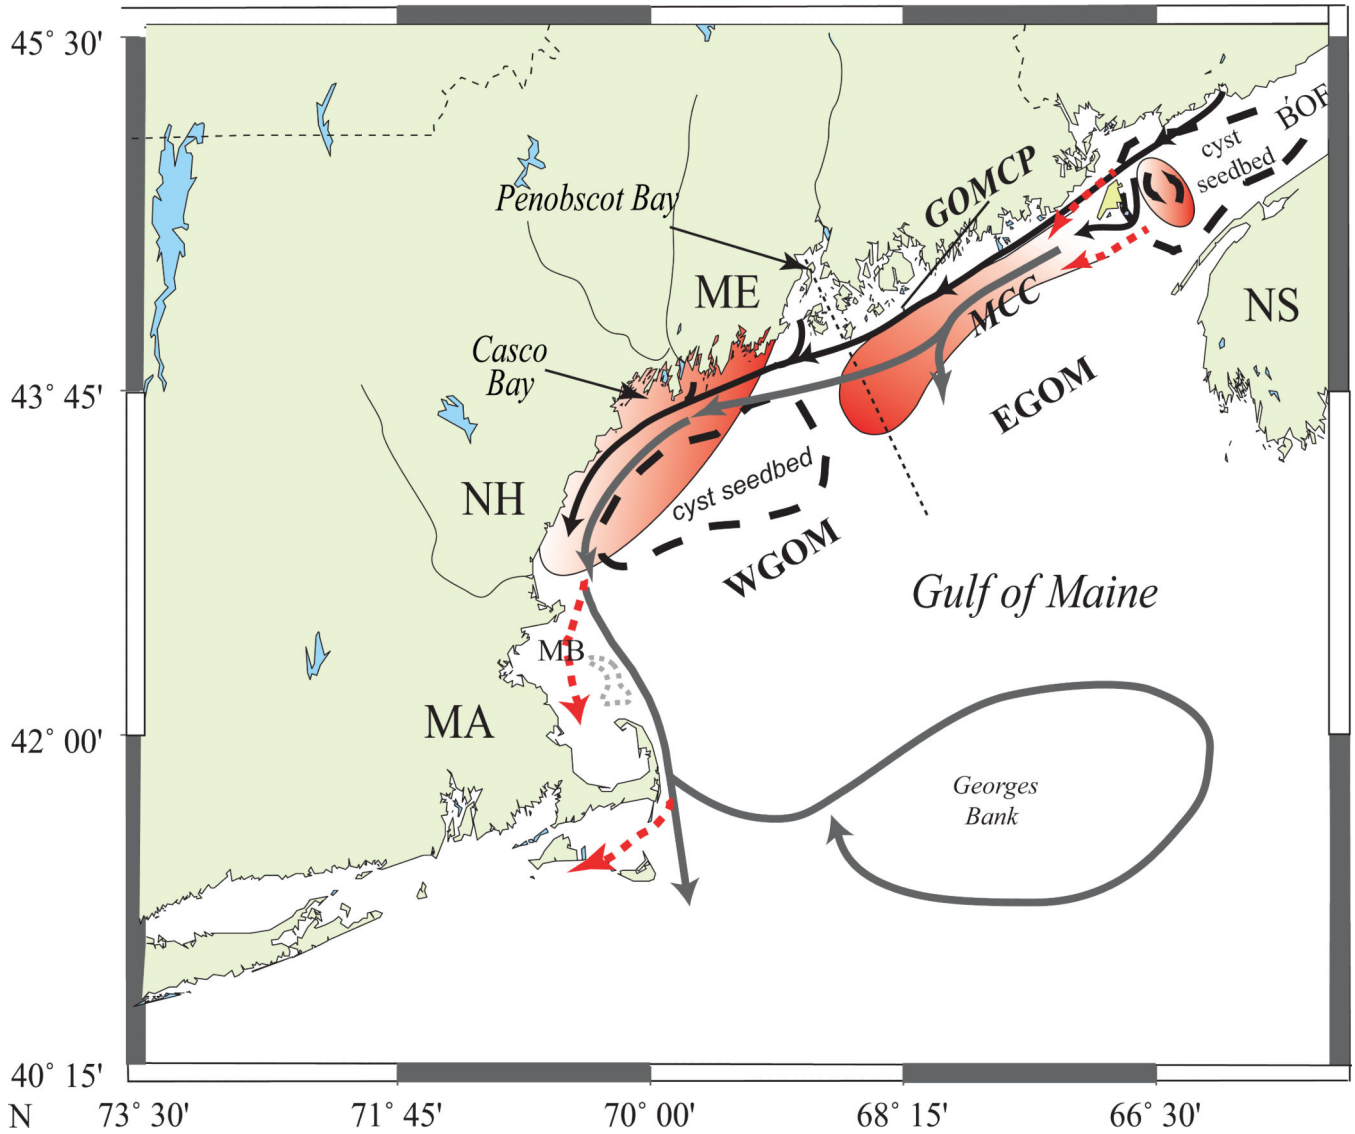 45° 30'
BOF
cyst
seedbed
GOMCP
Penobscot Bay
ME
MCC
NS
Casco
Bay
43° 45'
EGOM
cyst seedbed
NH
WGOM
Gulf of Maine
MB
MA
42° 00'
Georges
Bank
40° 15'
N
73° 30'
71° 45'
70° 00'
68° 15'
66° 30'